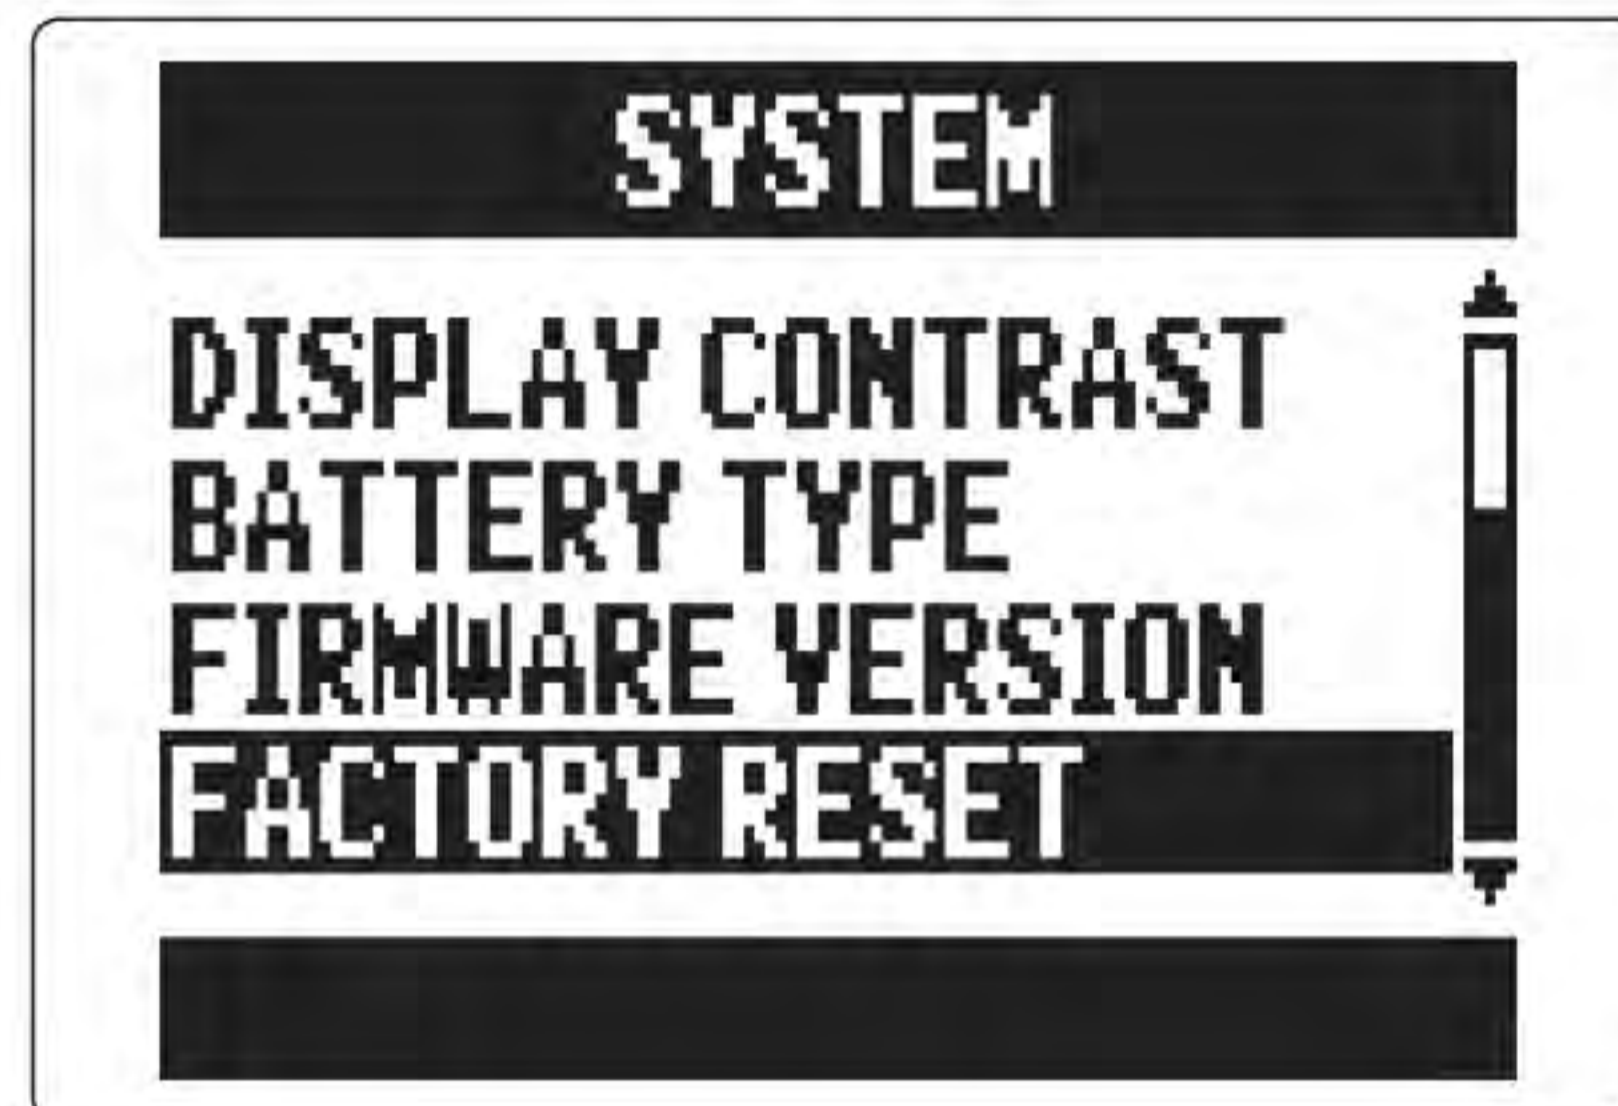 SYSTEM
DISPLAY CONTRAST
BATTERY TYPE
FIRMWARE VERSION
FACTORY RESET